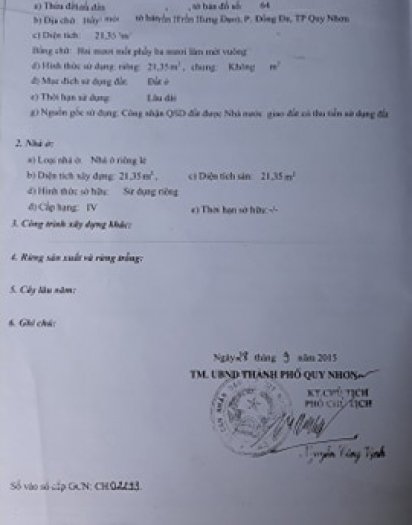 a) Thửa đất số: , tờ bản đồ số: 64
b) Địa chỉ: Trần Hưng Đạo, P. Đống Đa, TP Quy Nhơn
c) Diện tích: 21,35 m²
Bằng chữ: Hai mươi mốt phẩy ba mươi lăm mét vuông
d) Hình thức sử dụng: riêng: 21,35 m², chung: Không m²
đ) Mục đích sử dụng đất: Đất ở
e) Thời hạn sử dụng: Lâu dài
g) Nguồn gốc sử dụng: Công nhận QSD đất được Nhà nước giao đất có thu tiền sử dụng đất
2. Nhà ở:
a) Loại nhà ở: Nhà ở riêng lẻ
b) Diện tích xây dựng: 21,35 m², c) Diện tích sàn: 21,35 m²
d) Hình thức sở hữu: Sử dụng riêng
đ) Cấp hạng: IV e) Thời hạn sở hữu: -/-
3. Công trình xây dựng khác:
4. Rừng sản xuất và rừng trồng:
5. Cây lâu năm:
6. Ghi chú:
Ngày 28 tháng 9 năm 2015
TM. UBND THÀNH PHỐ QUY NHƠN
KT.CHỦ TỊCH
PHÓ CHỦ TỊCH
Nguyễn Công Vịnh
Số vào sổ cấp GCN: CH02293